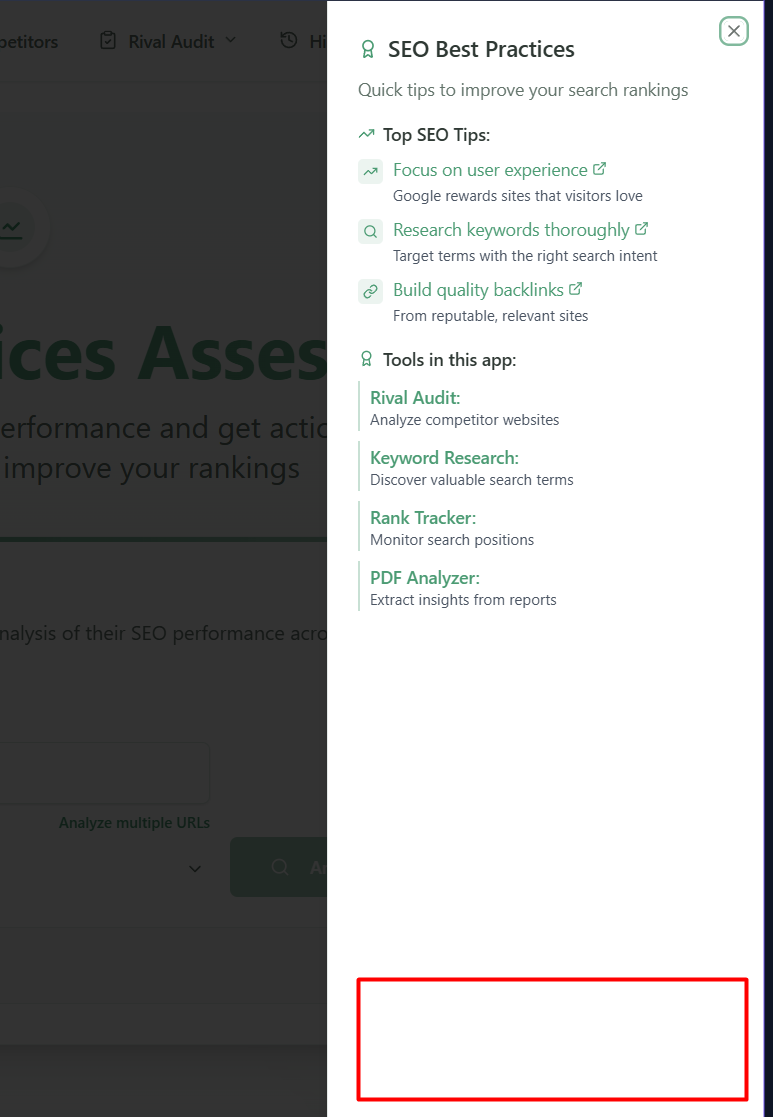 petitors
Rival Audit
Hi
SEO Best Practices
Quick tips to improve your search rankings
Top SEO Tips:
Focus on user experience
Google rewards sites that visitors love
Research keywords thoroughly
Target terms with the right search intent
Build quality backlinks
From reputable, relevant sites
Tools in this app:
Rival Audit:
Analyze competitor websites
Keyword Research:
Discover valuable search terms
Rank Tracker:
Monitor search positions
PDF Analyzer:
Extract insights from reports
ices Asses
erformance and get actio
improve your rankings
nalysis of their SEO performance acro
Analyze multiple URLs
An